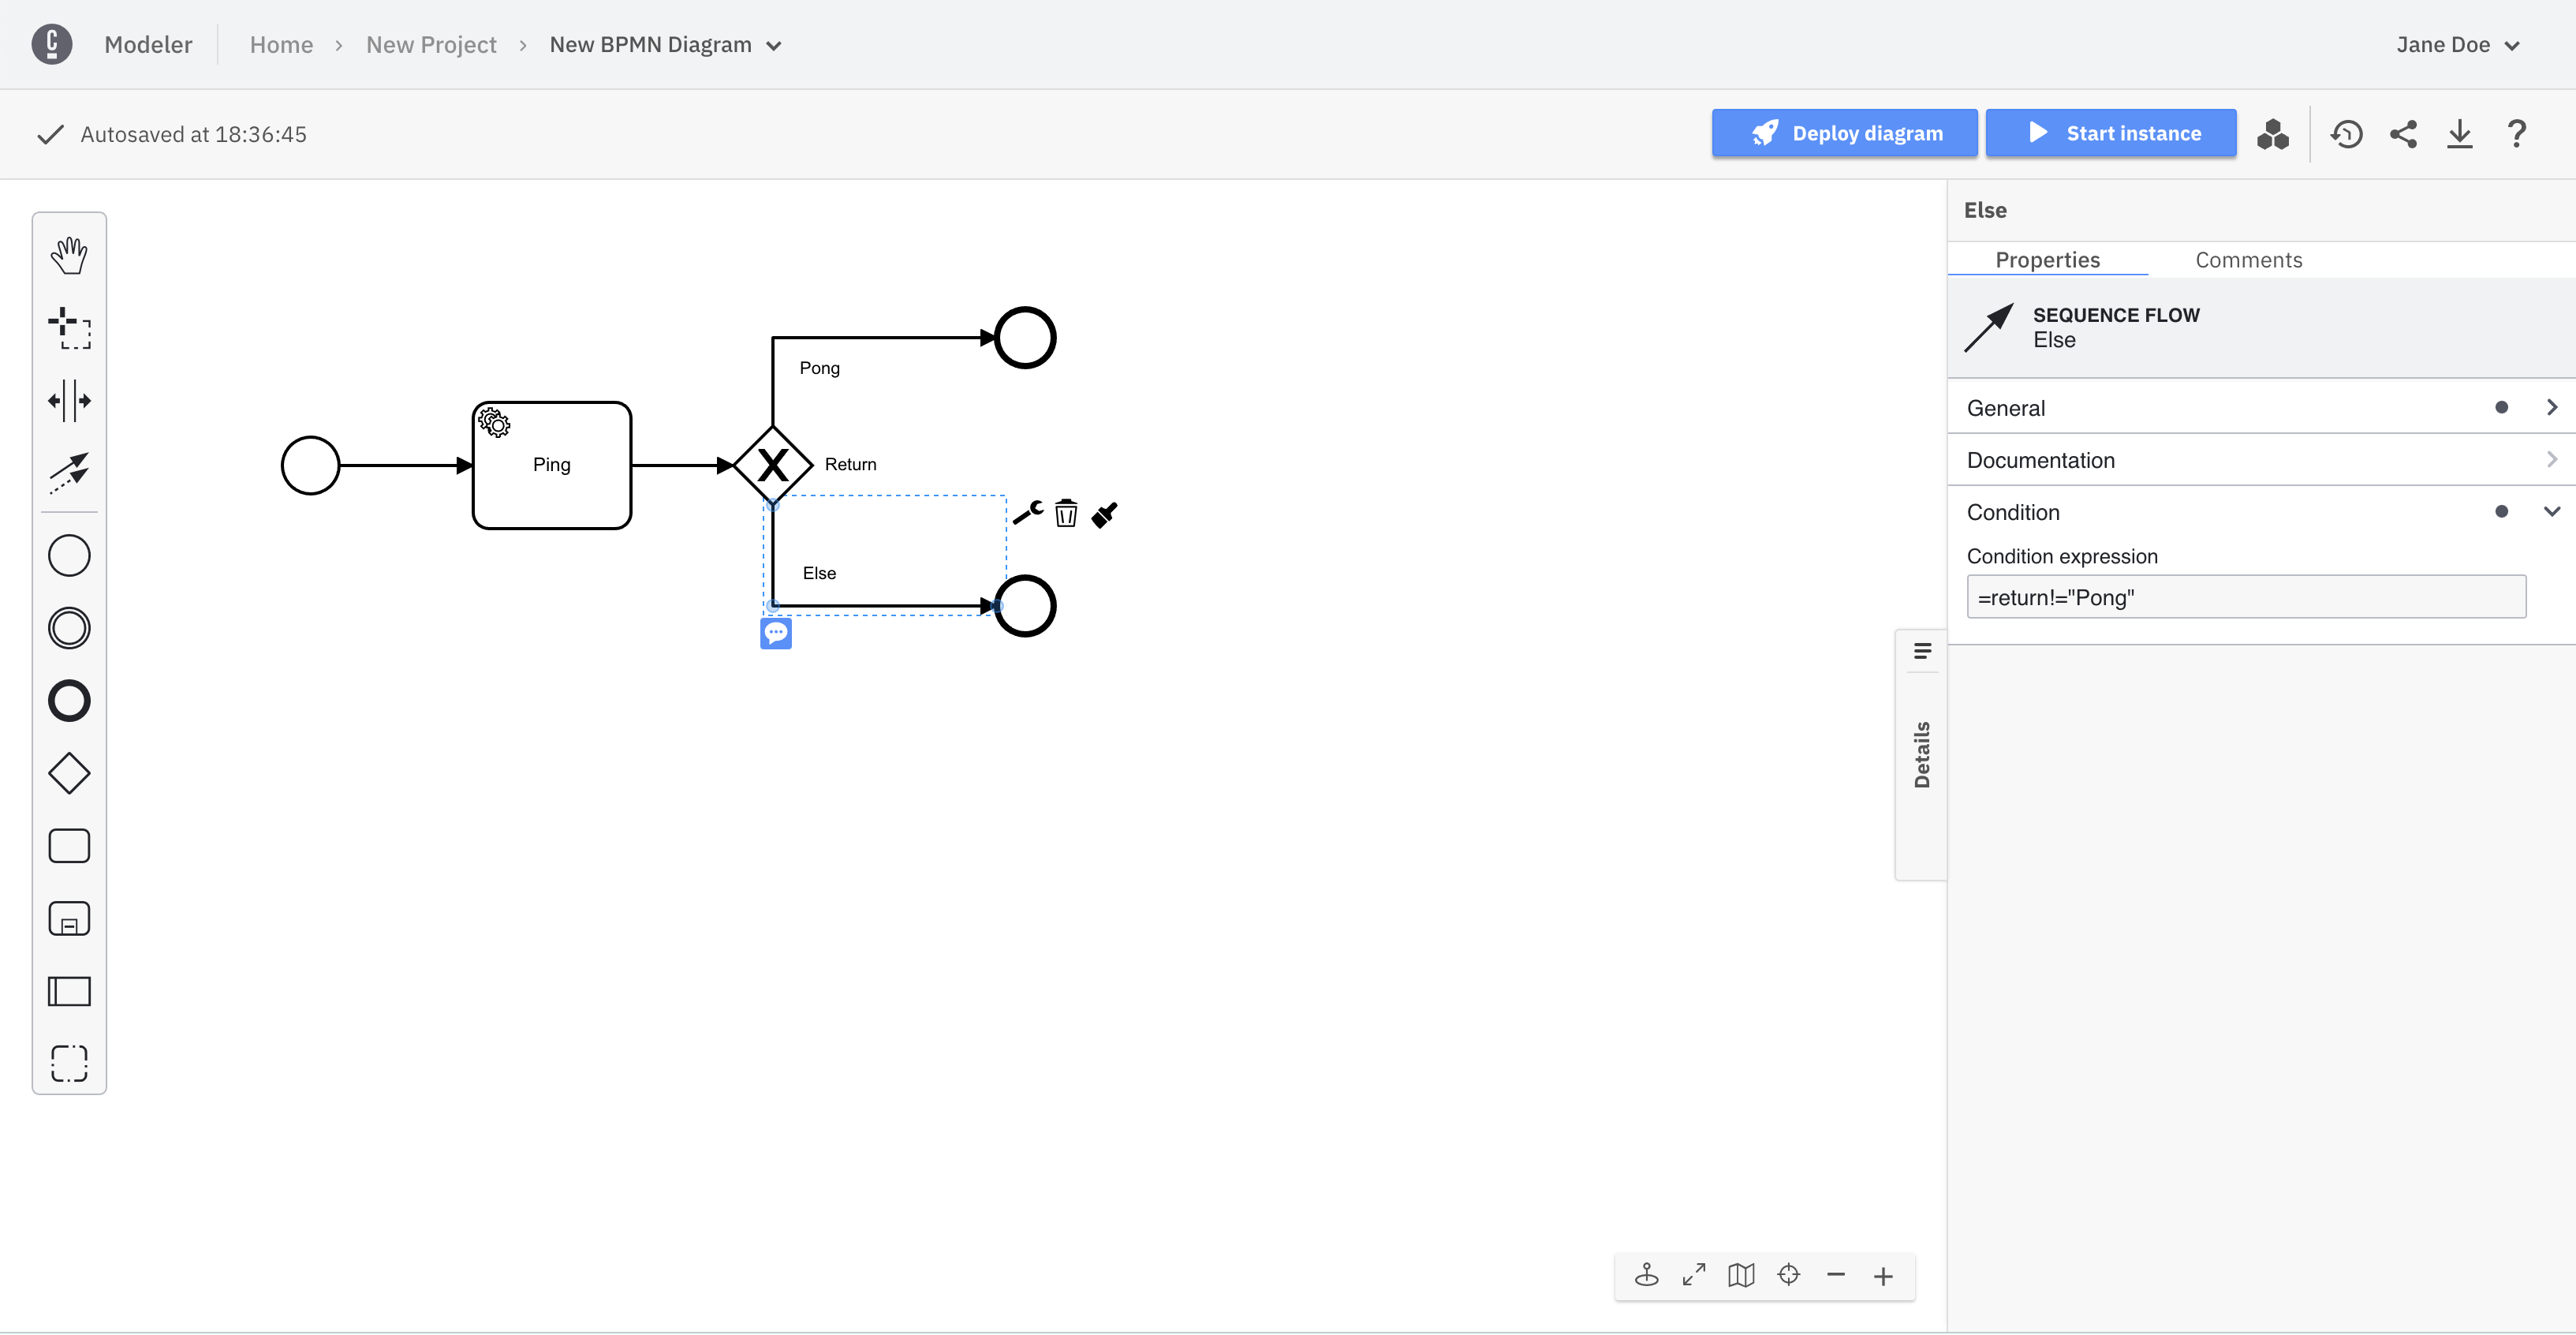 Modeler
Home › New Project › New BPMN Diagram
Jane Doe
Autosaved at 18:36:45
Deploy diagram
Start instance
?
Else
Properties
Comments
SEQUENCE FLOW
Else
General
Documentation
Condition
Condition expression
=return!="Pong"
Details
Pong
Ping
Return
Else